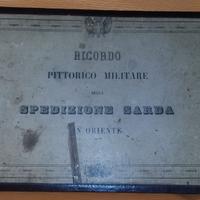 RICORDO
PITTORICO MILITARE
DELLA
SPEDIZIONE SARDA
IN ORIENTE